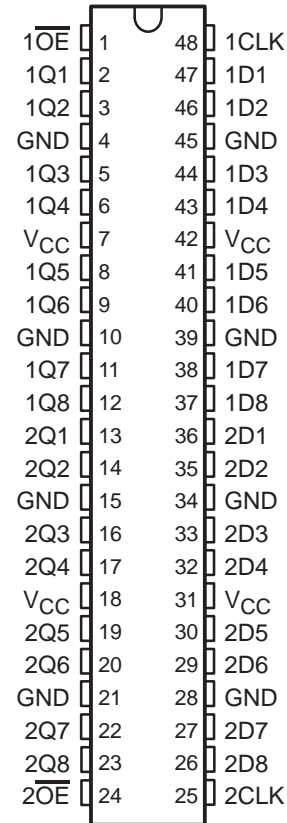 1O̅E̅ 1 48 1CLK
1Q1 2 47 1D1
1Q2 3 46 1D2
GND 4 45 GND
1Q3 5 44 1D3
1Q4 6 43 1D4
VCC 7 42 VCC
1Q5 8 41 1D5
1Q6 9 40 1D6
GND 10 39 GND
1Q7 11 38 1D7
1Q8 12 37 1D8
2Q1 13 36 2D1
2Q2 14 35 2D2
GND 15 34 GND
2Q3 16 33 2D3
2Q4 17 32 2D4
VCC 18 31 VCC
2Q5 19 30 2D5
2Q6 20 29 2D6
GND 21 28 GND
2Q7 22 27 2D7
2Q8 23 26 2D8
2O̅E̅ 24 25 2CLK